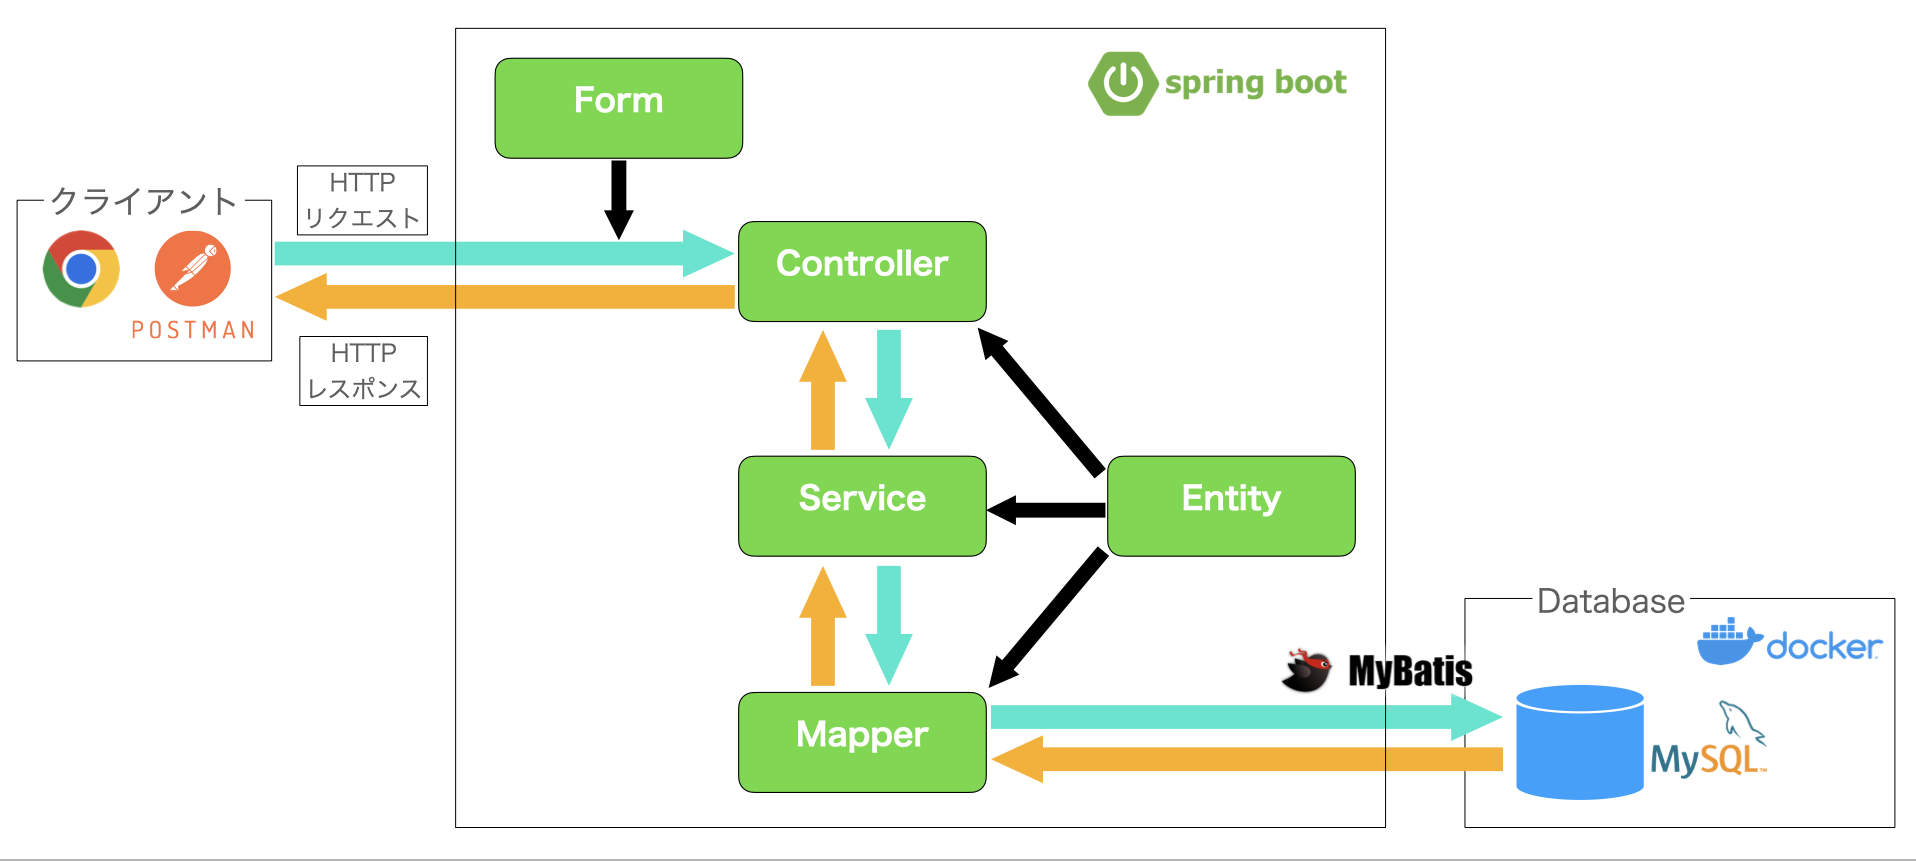 Form
spring boot
HTTP
リクエスト
クライアント
POSTMAN
Controller
HTTP
レスポンス
Service
Entity
Database
docker
MyBatis
Mapper
MySQL™